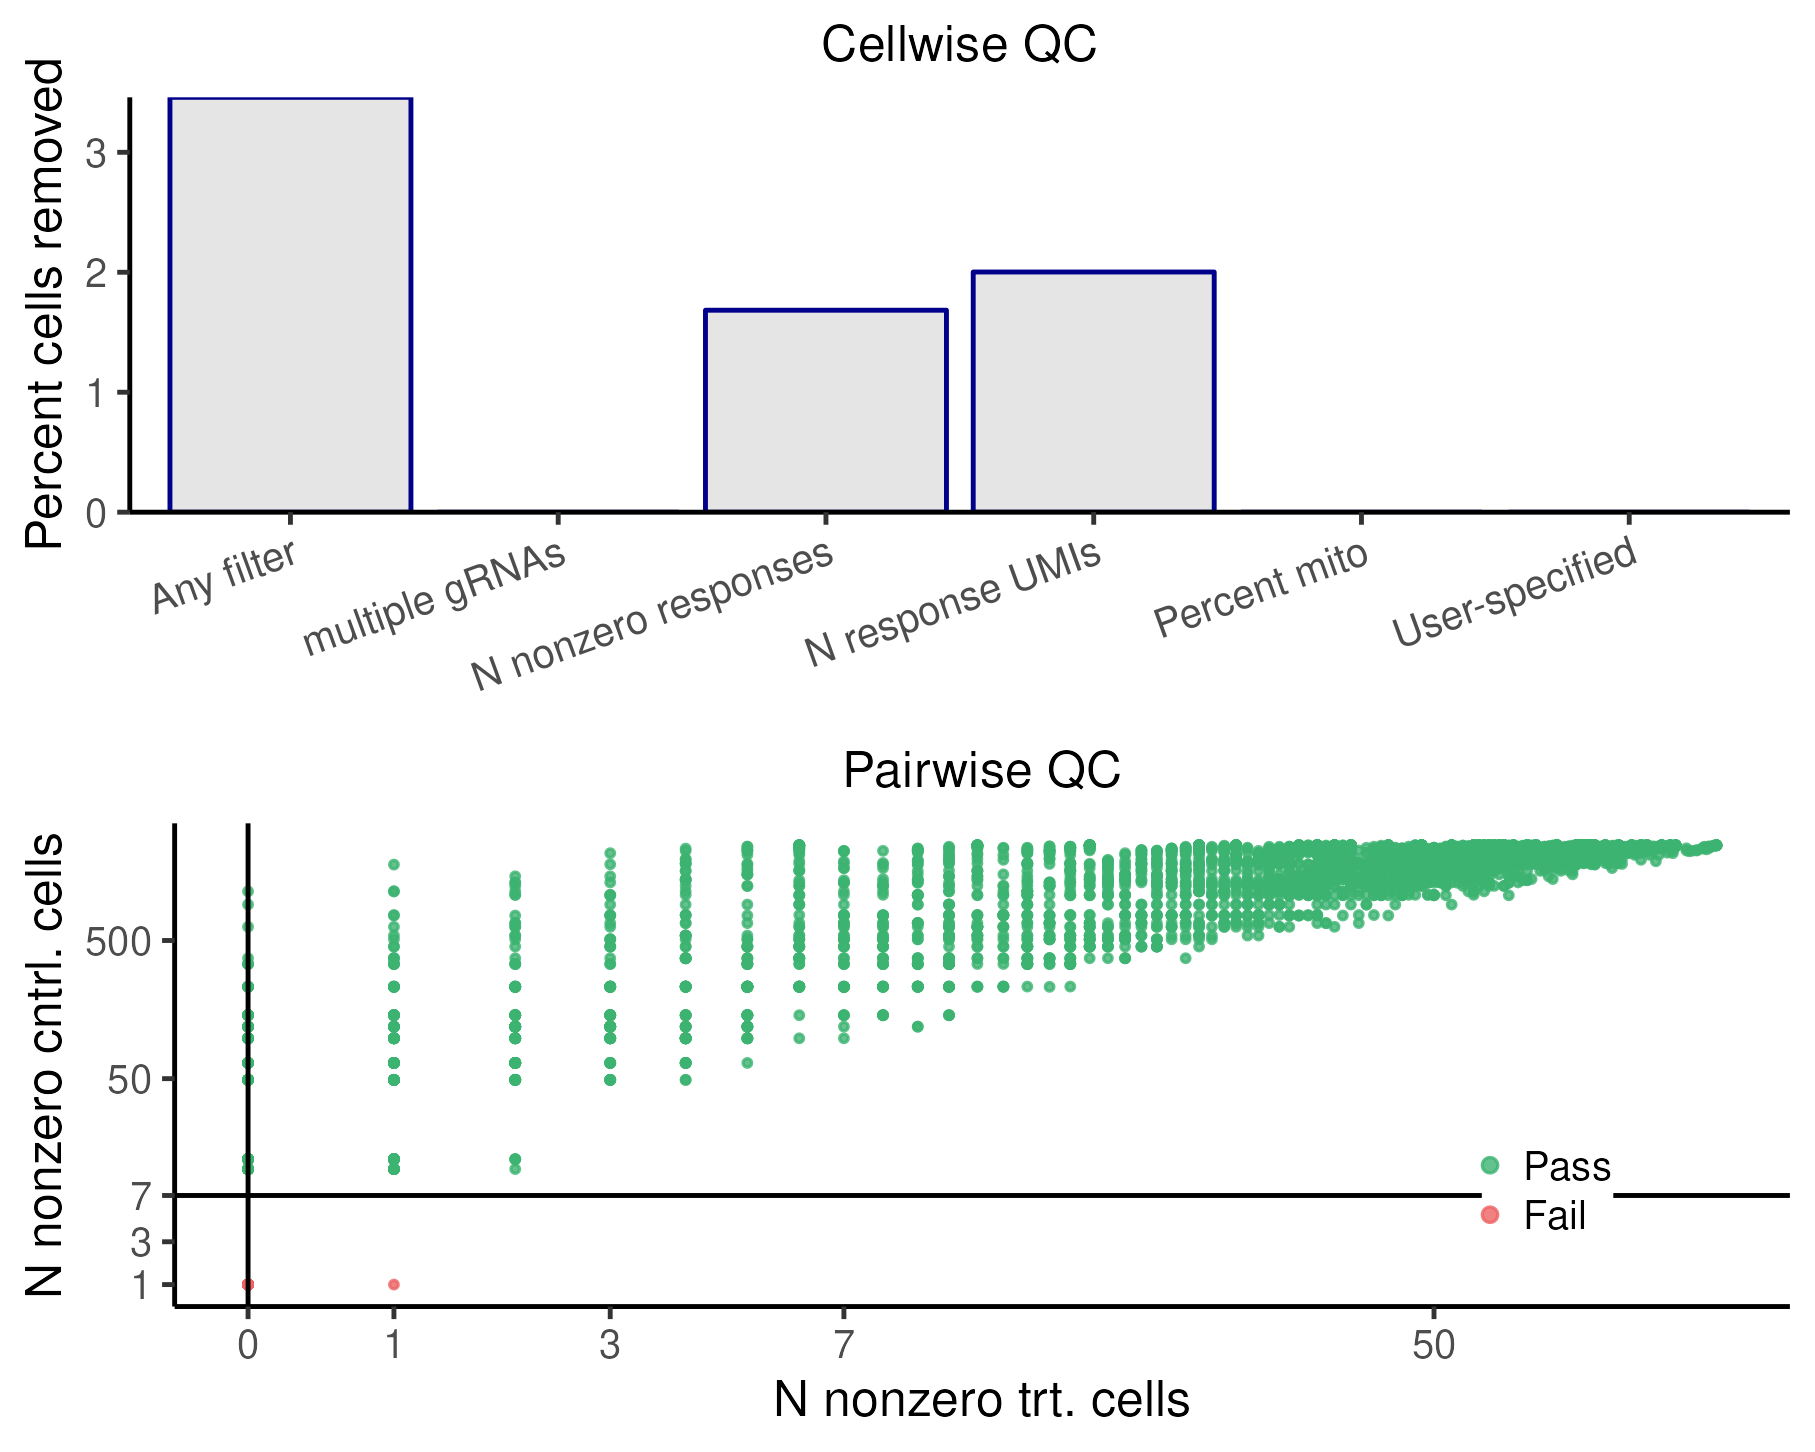 Cellwise QC
Percent cells removed
3
2
1
0
Any filter
multiple gRNAs
N nonzero responses
N response UMIs
Percent mito
User-specified
Pairwise QC
N nonzero cntrl. cells
500
50
7
3
1
Pass
Fail
0 1 3 7 50
N nonzero trt. cells